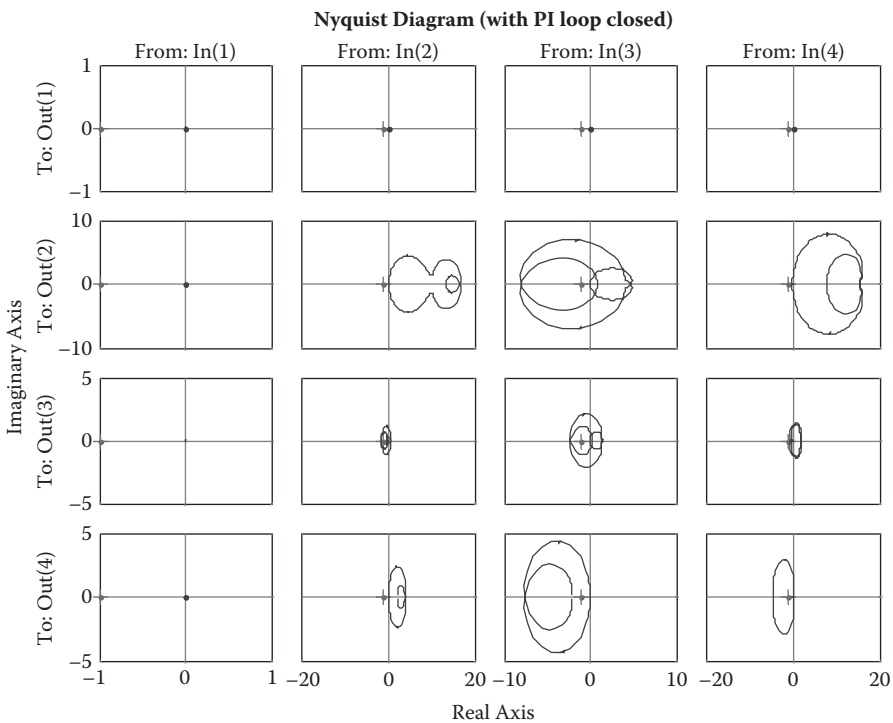 Nyquist Diagram (with PI loop closed)
From: In(1) From: In(2) From: In(3) From: In(4)
To: Out(1)
1
0
−1
To: Out(2)
10
0
−10
To: Out(3)
5
0
−5
To: Out(4)
5
0
−5
Imaginary Axis
−1 0 1 −20 0 20 −10 0 10 −20 0 20
Real Axis